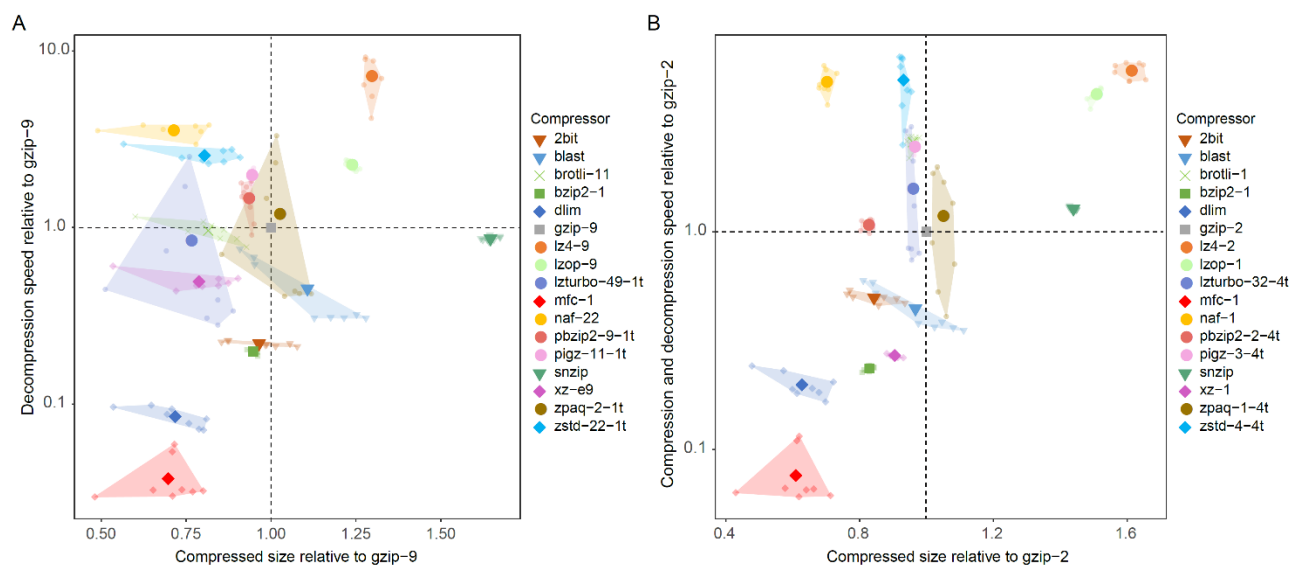 A
Decompression speed relative to gzip−9
10.0
3.0
1.0
0.3
0.1
0.50
0.75
1.00
1.25
1.50
Compressed size relative to gzip−9
Compressor
2bit
blast
brotli−11
bzip2−1
dlim
gzip−9
lz4−9
lzop−9
lzturbo−49−1t
mfc−1
naf−22
pbzip2−9−1t
pigz−11−1t
snzip
xz−e9
zpaq−2−1t
zstd−22−1t
B
Compression and decompression speed relative to gzip−2
1.0
0.1
0.4
0.8
1.2
1.6
Compressed size relative to gzip−2
Compressor
2bit
blast
brotli−1
bzip2−1
dlim
gzip−2
lz4−2
lzop−1
lzturbo−32−4t
mfc−1
naf−1
pbzip2−2−4t
pigz−3−4t
snzip
xz−1
zpaq−1−4t
zstd−4−4t